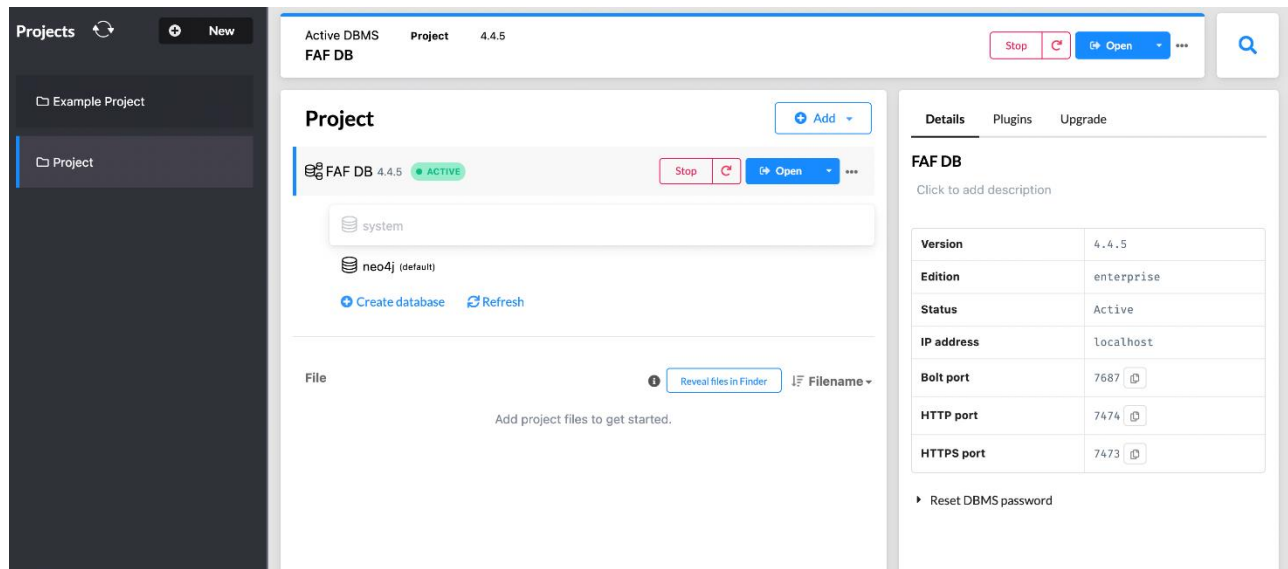 Projects New
Example Project
Project
Active DBMS Project 4.4.5
FAF DB
Stop Open
Project
Add
FAF DB 4.4.5 ACTIVE
Stop Open
system
neo4j (default)
Create database Refresh
File
Reveal files in Finder Filename
Add project files to get started.
Details Plugins Upgrade
FAF DB
Click to add description
Version 4.4.5
Edition enterprise
Status Active
IP address localhost
Bolt port 7687
HTTP port 7474
HTTPS port 7473
Reset DBMS password